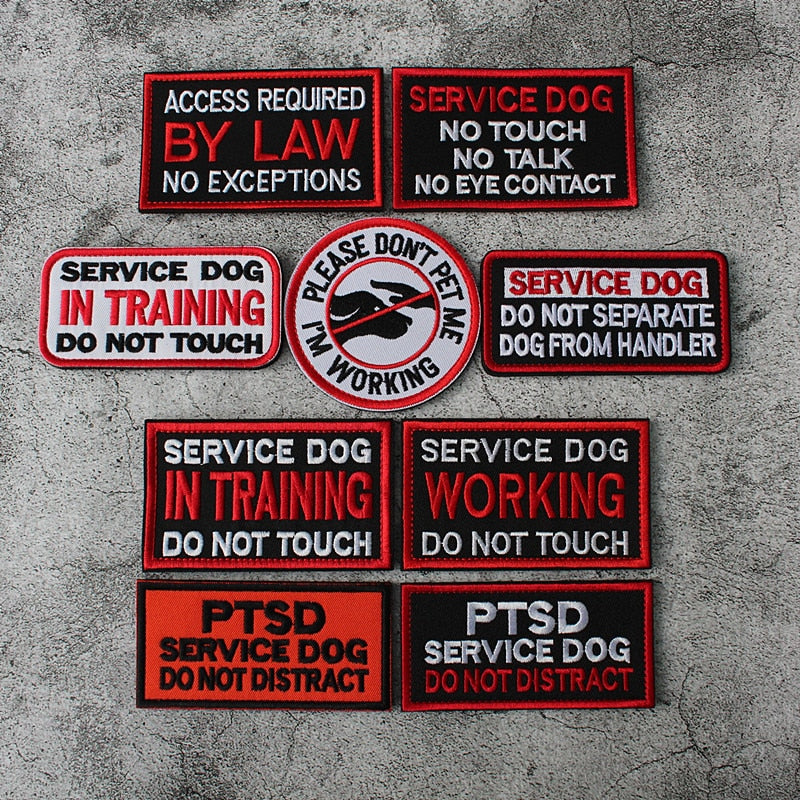 ACCESS REQUIRED
BY LAW
NO EXCEPTIONS
SERVICE DOG
NO TOUCH
NO TALK
NO EYE CONTACT
SERVICE DOG
IN TRAINING
DO NOT TOUCH
PLEASE DON'T PET ME
I'M WORKING
SERVICE DOG
DO NOT SEPARATE
DOG FROM HANDLER
SERVICE DOG
IN TRAINING
DO NOT TOUCH
SERVICE DOG
WORKING
DO NOT TOUCH
PTSD
SERVICE DOG
DO NOT DISTRACT
PTSD
SERVICE DOG
DO NOT DISTRACT